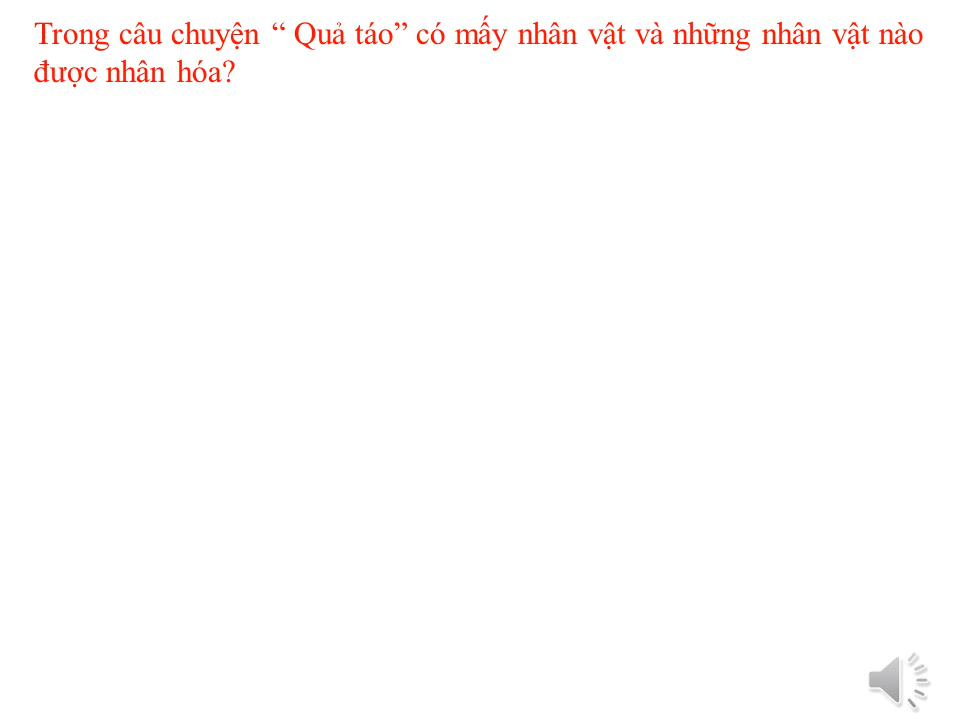 Trong câu chuyện “ Quả táo” có mấy nhân vật và những nhân vật nào
được nhân hóa?